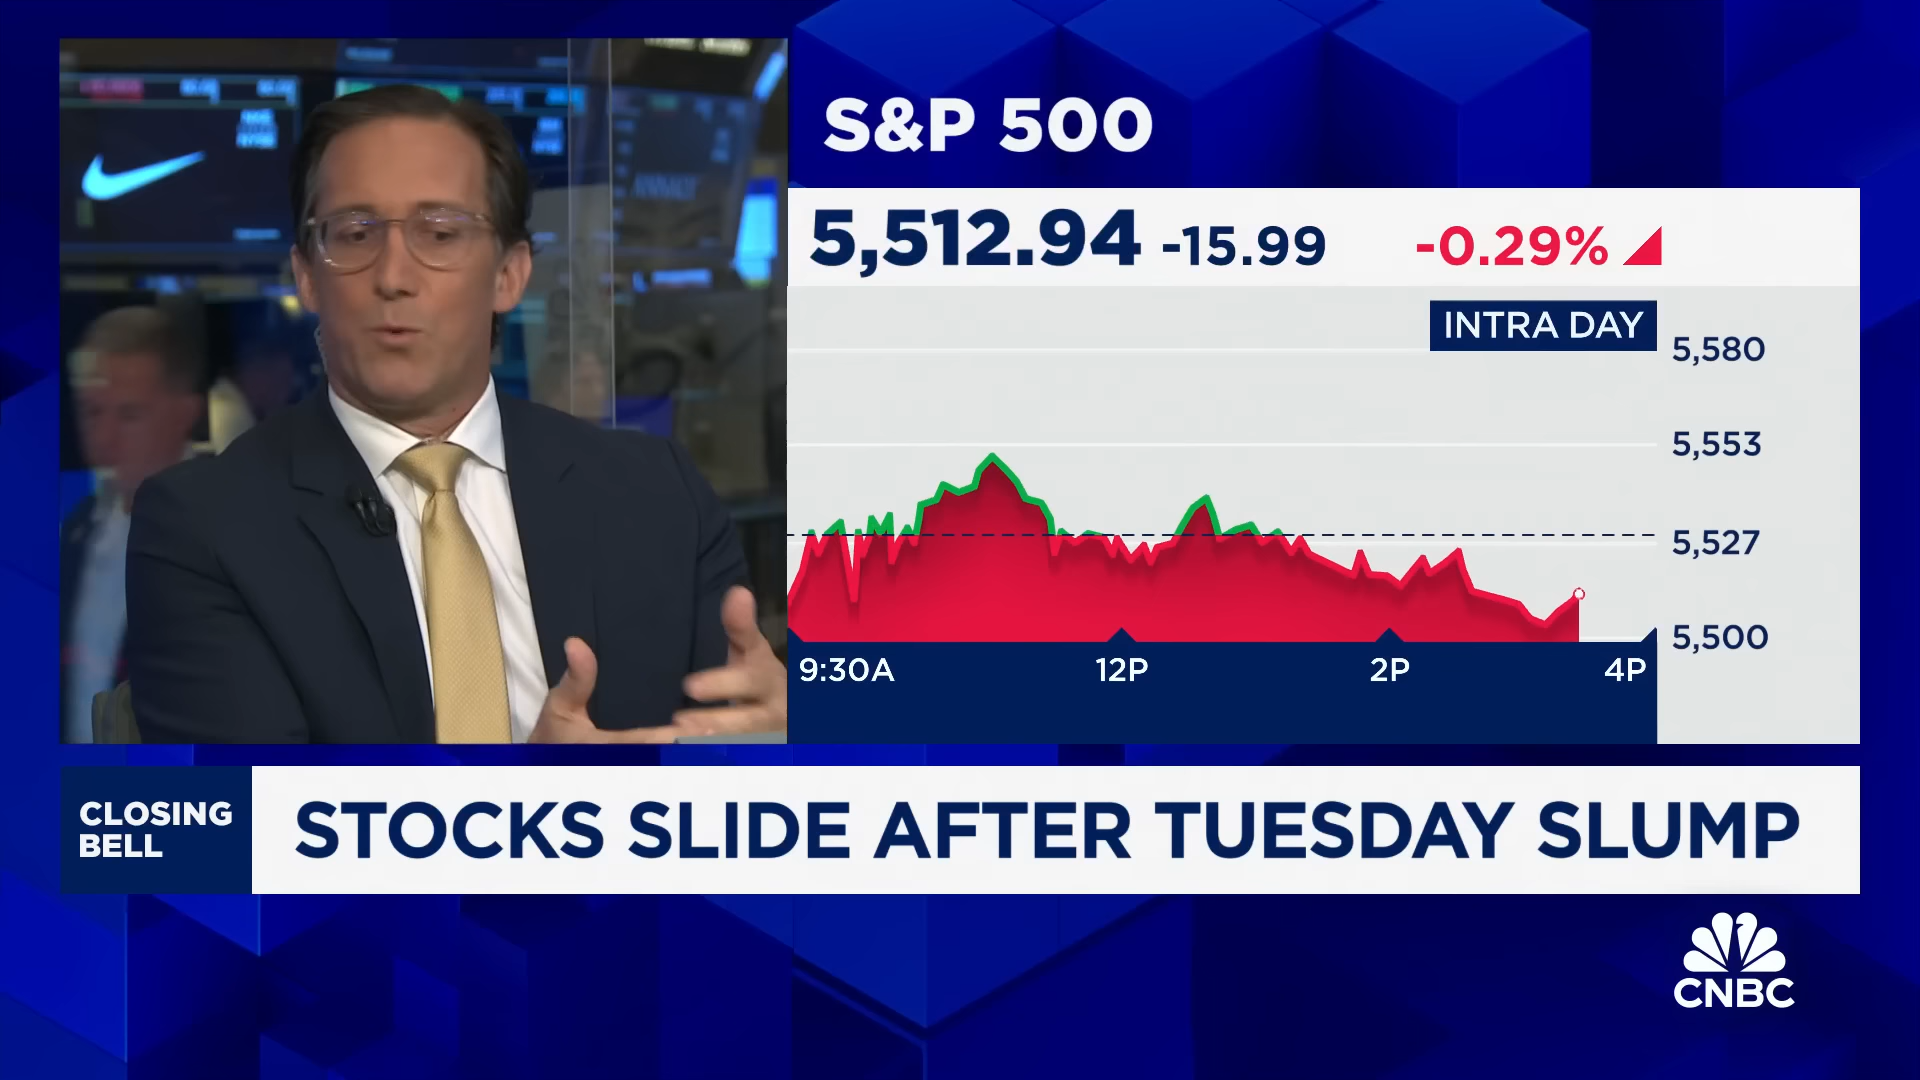 S&P 500
5,512.94 -15.99 -0.29%
INTRA DAY
5,580
5,553
5,527
5,500
9:30A 12P 2P 4P
CLOSING
BELL
STOCKS SLIDE AFTER TUESDAY SLUMP
CNBC